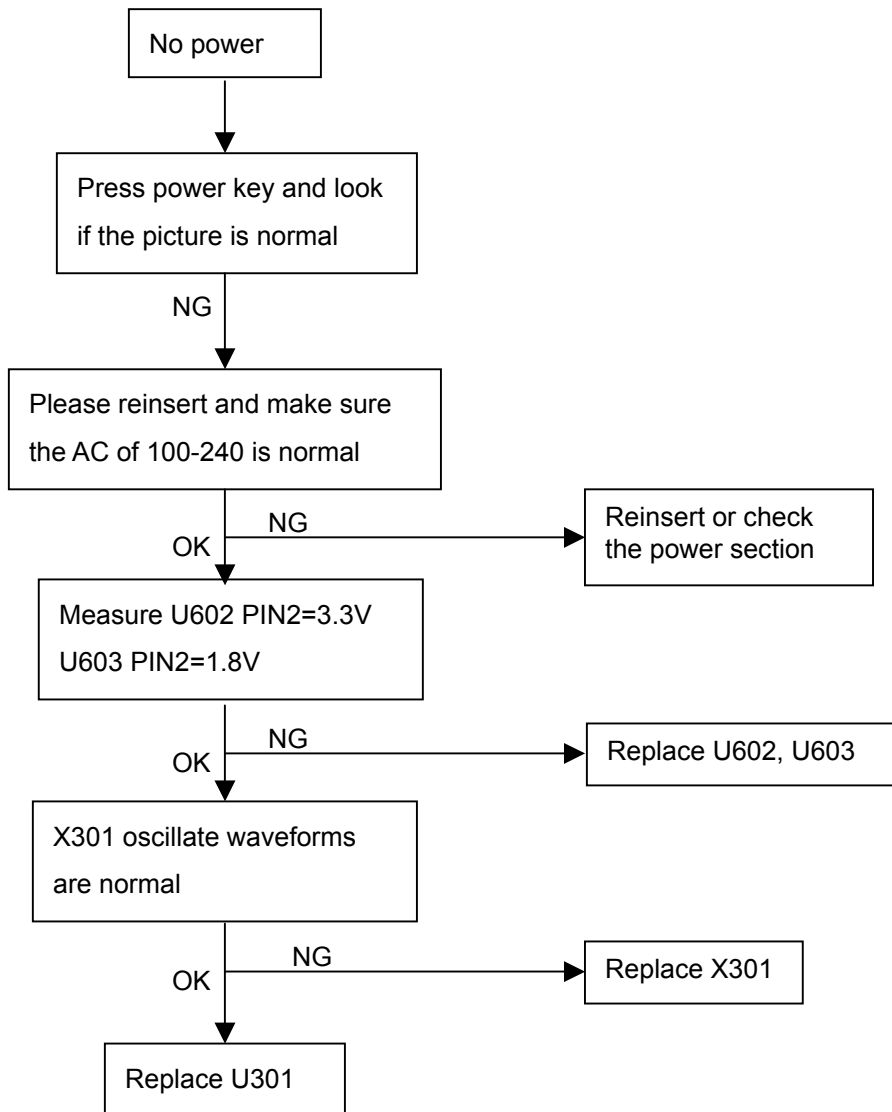 No power
Press power key and look
if the picture is normal
NG
Please reinsert and make sure
the AC of 100-240 is normal
NG
OK
Reinsert or check
the power section
Measure U602 PIN2=3.3V
U603 PIN2=1.8V
NG
OK
Replace U602, U603
X301 oscillate waveforms
are normal
NG
OK
Replace X301
Replace U301